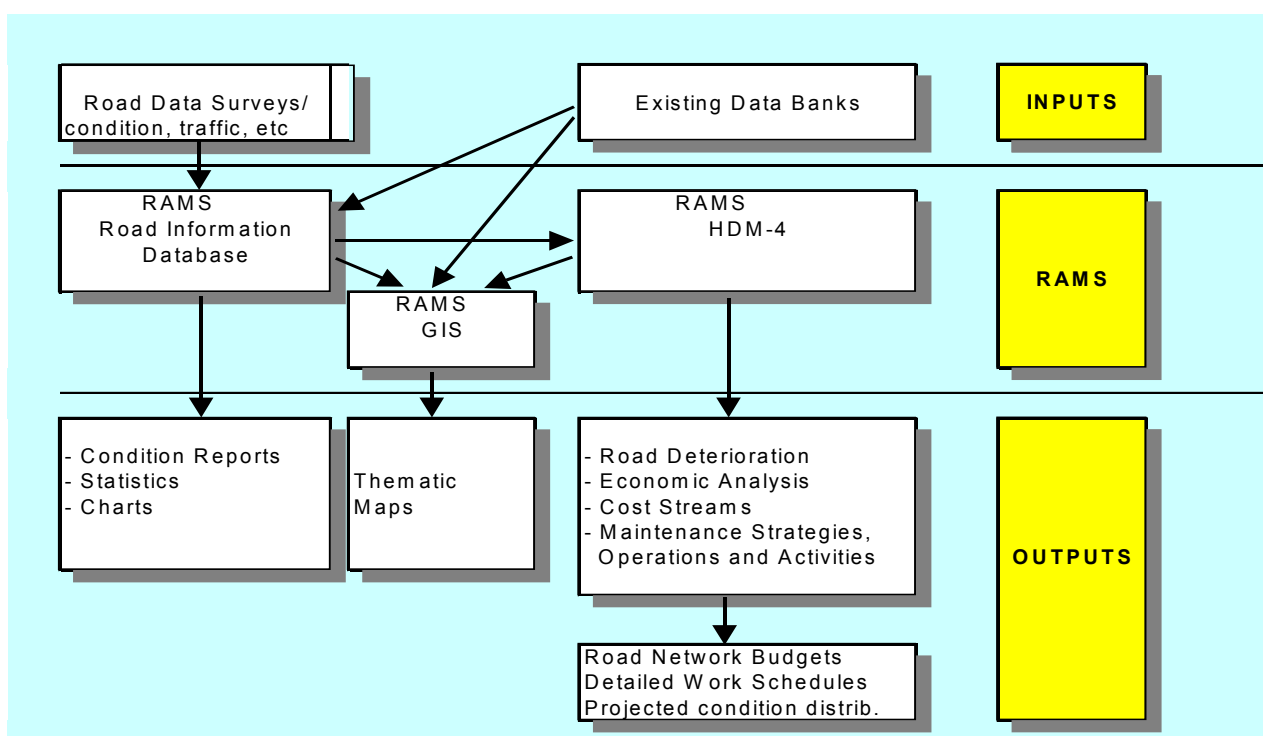 Road Data Surveys/
condition, traffic, etc
Existing Data Banks
INPUTS
RAMS
Road Information
Database
RAMS
HDM-4
RAMS
GIS
RAMS
- Condition Reports
- Statistics
- Charts
Thematic
Maps
- Road Deterioration
- Economic Analysis
- Cost Streams
- Maintenance Strategies,
Operations and Activities
OUTPUTS
Road Network Budgets
Detailed Work Schedules
Projected condition distrib.